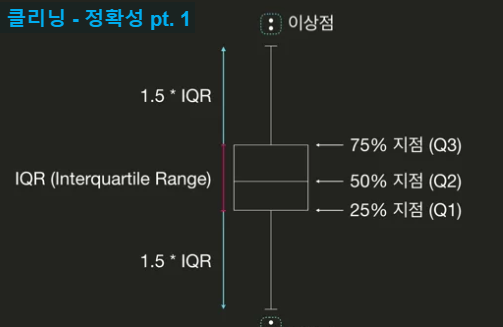 클리닝 - 정확성 pt. 1
이상점
1.5 * IQR
75% 지점 (Q3)
IQR (Interquartile Range)
50% 지점 (Q2)
25% 지점 (Q1)
1.5 * IQR